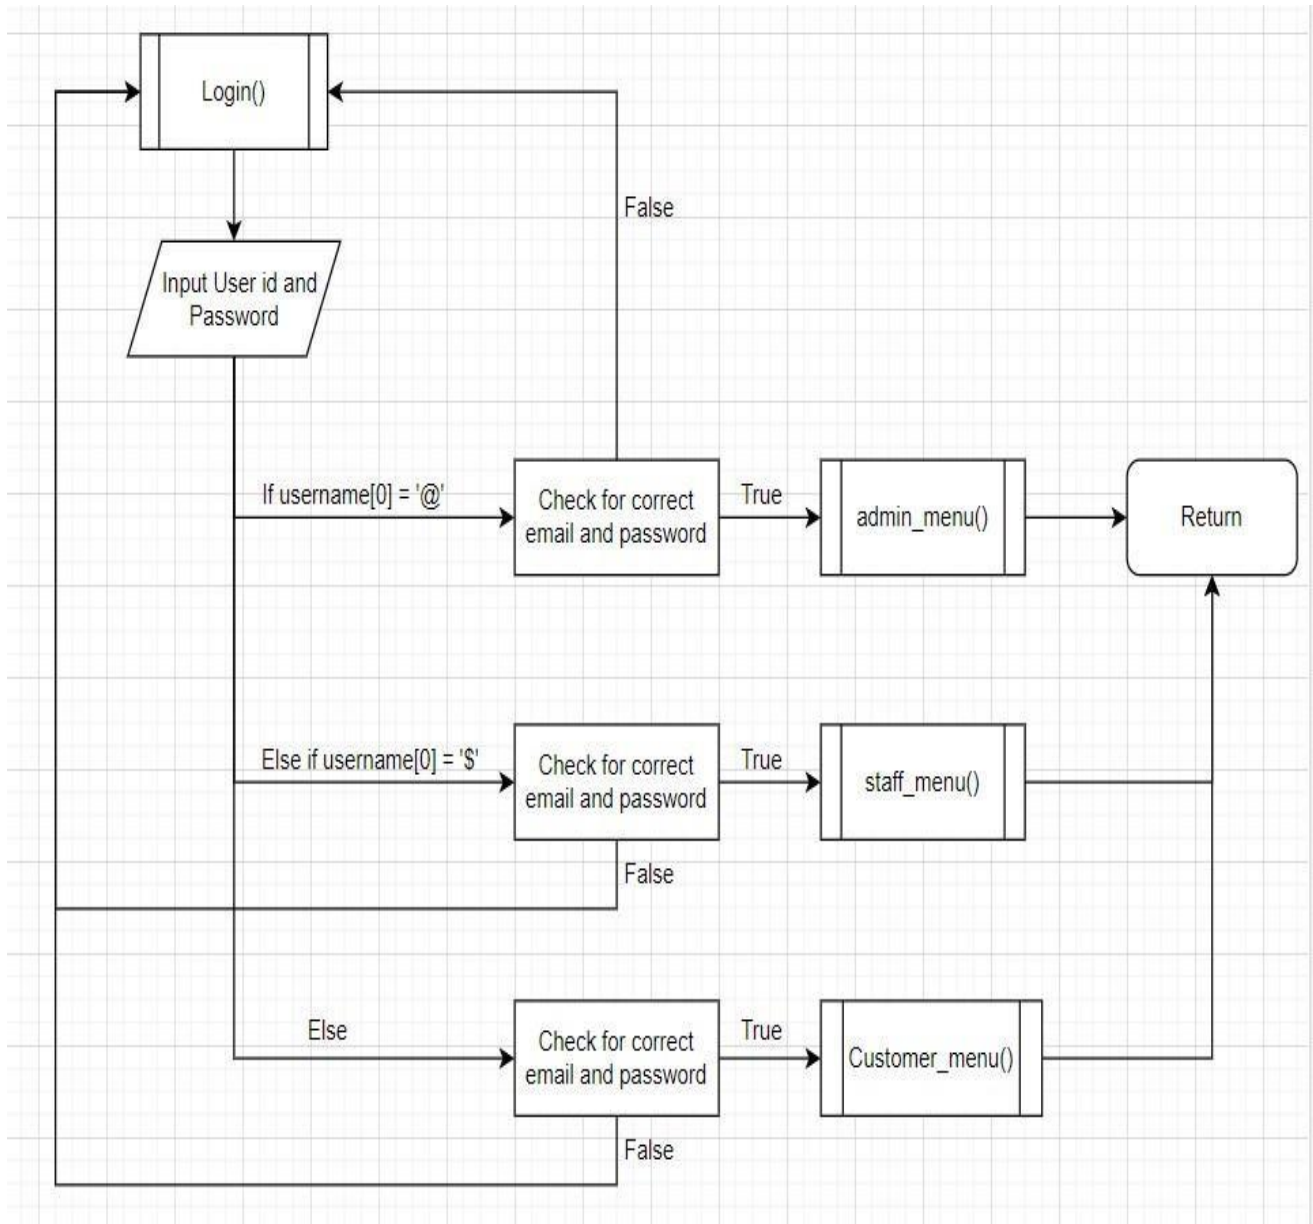 Login()
False
Input User id and
Password
If username[0] = '@'
Check for correct
email and password
True
admin_menu()
Return
Else if username[0] = '$'
Check for correct
email and password
True
staff_menu()
False
Else
Check for correct
email and password
True
Customer_menu()
False